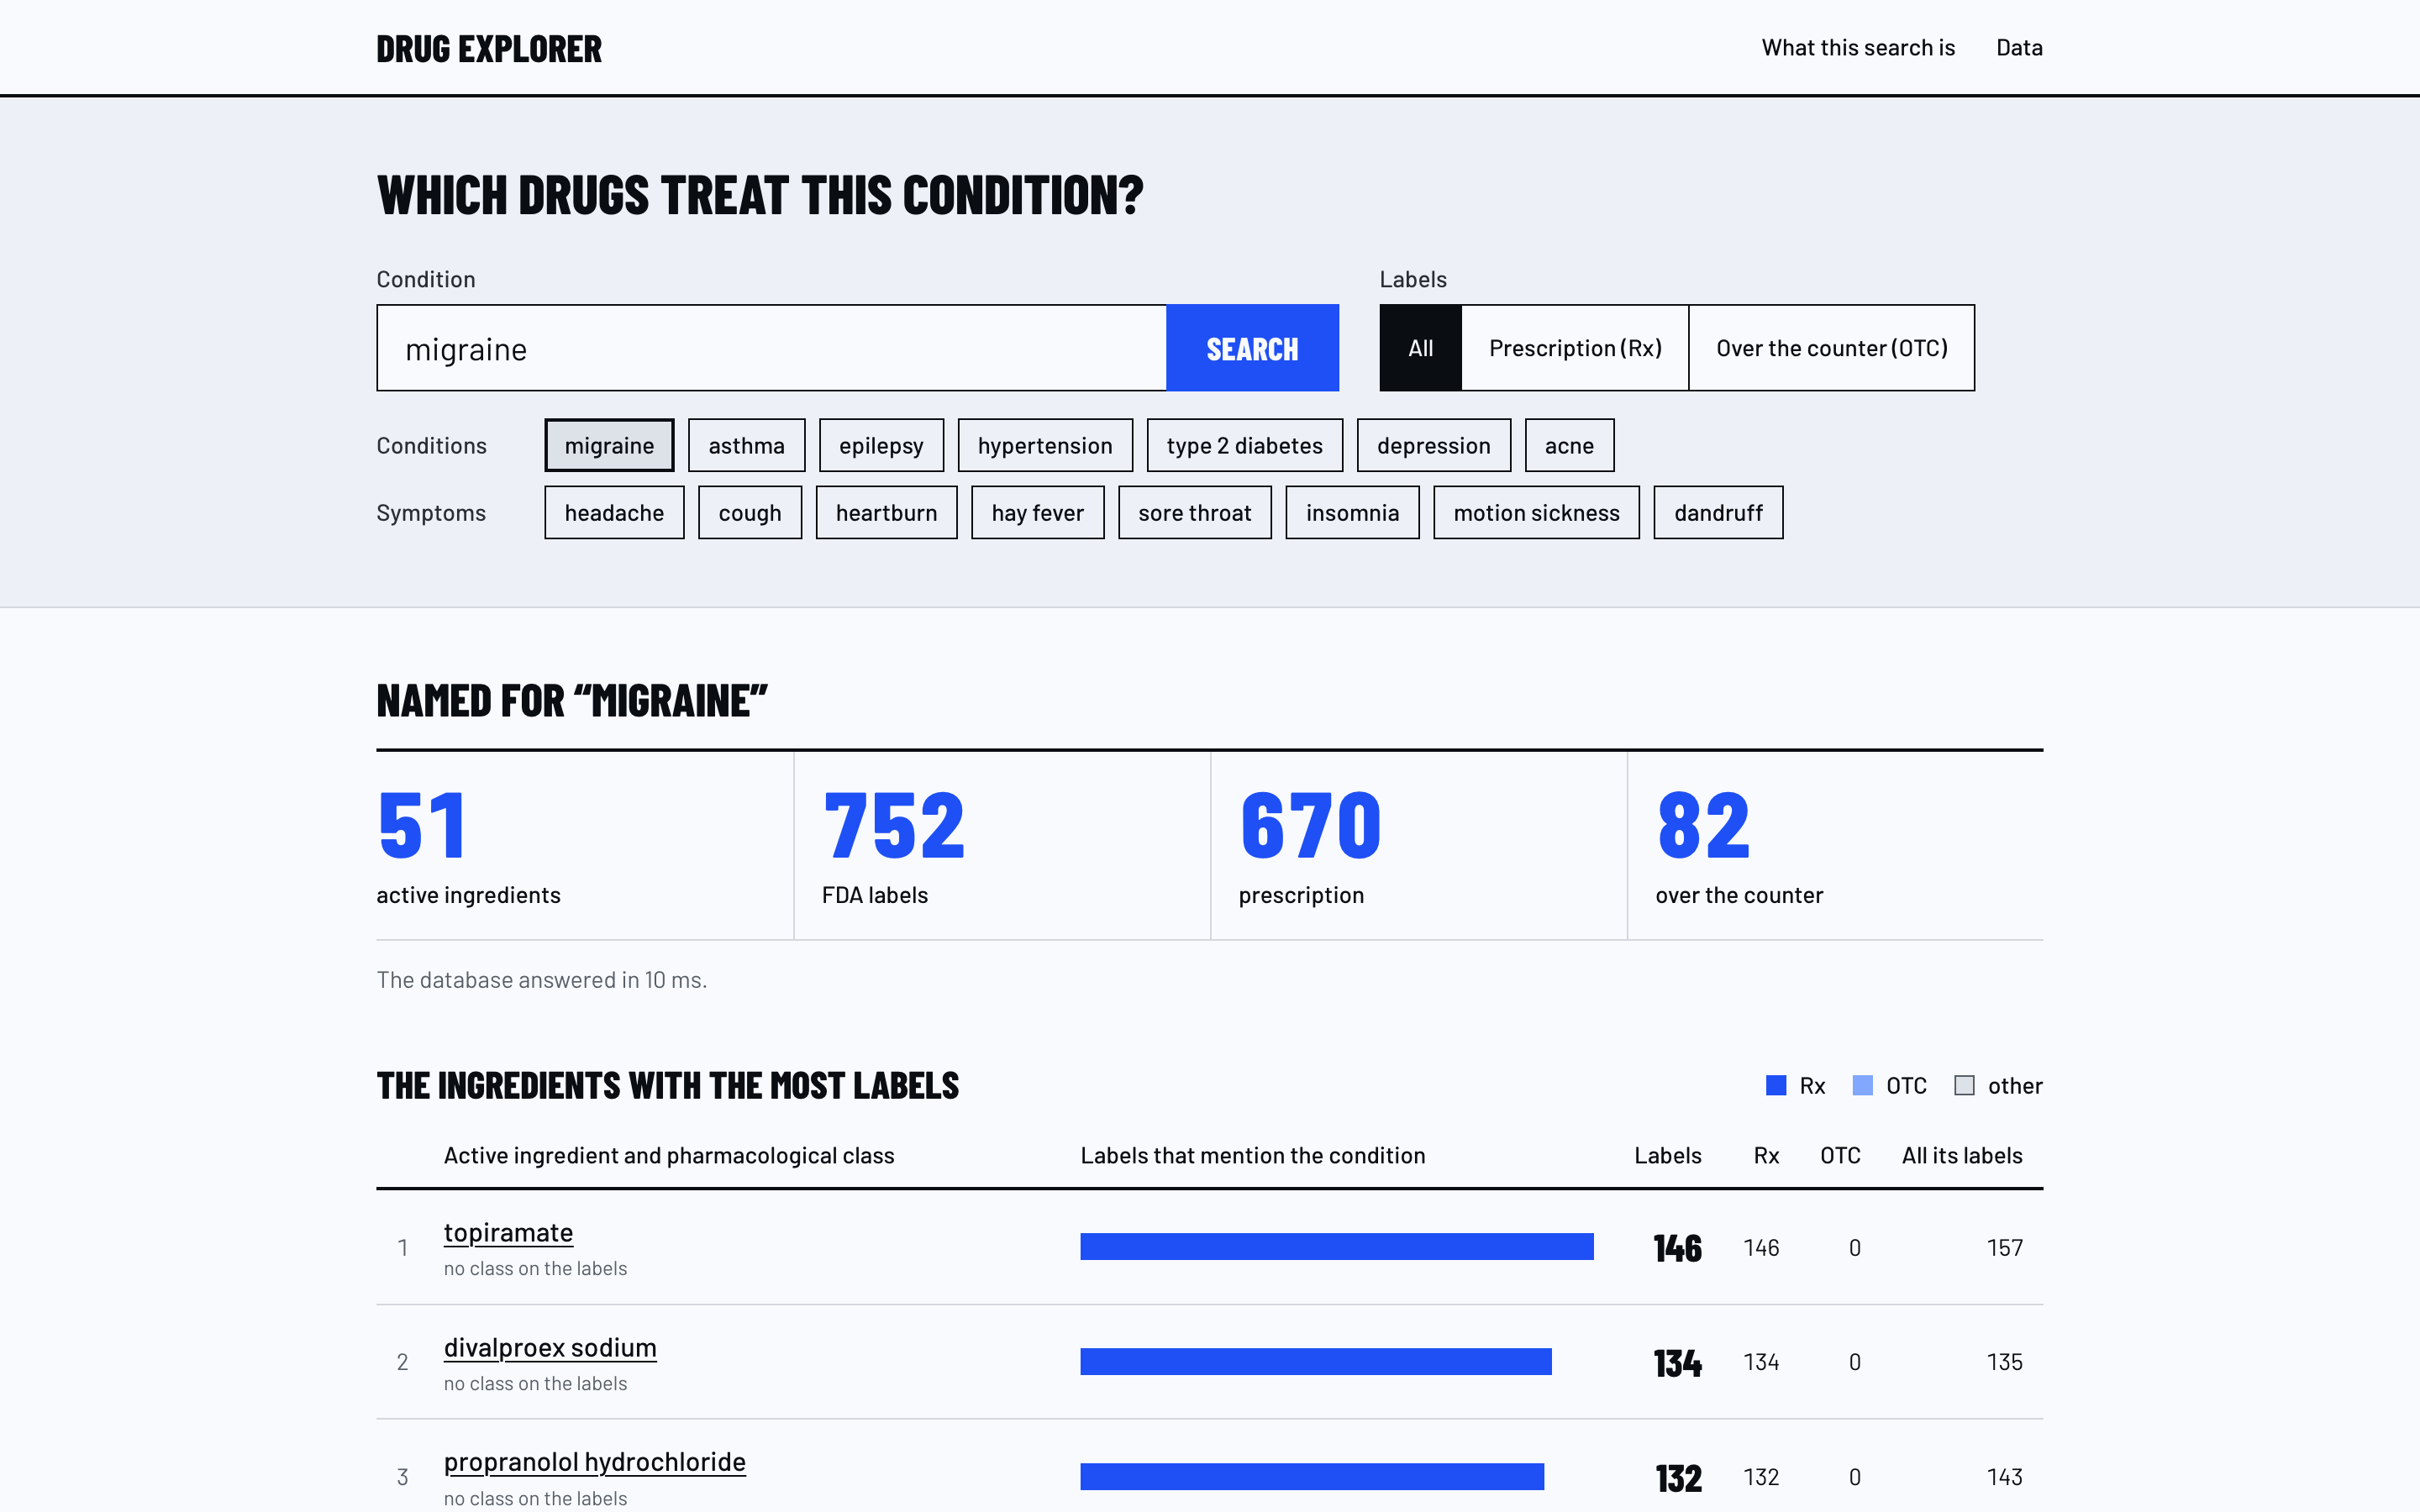 DRUG EXPLORER
What this search is Data
WHICH DRUGS TREAT THIS CONDITION?
Condition Labels
migraine SEARCH All Prescription (Rx) Over the counter (OTC)
Conditions migraine asthma epilepsy hypertension type 2 diabetes depression acne
Symptoms headache cough heartburn hay fever sore throat insomnia motion sickness dandruff
NAMED FOR “MIGRAINE”
51 752 670 82
active ingredients FDA labels prescription over the counter
The database answered in 10 ms.
THE INGREDIENTS WITH THE MOST LABELS Rx OTC other
Active ingredient and pharmacological class Labels that mention the condition Labels Rx OTC All its labels
1 topiramate 146 146 0 157
no class on the labels
2 divalproex sodium 134 134 0 135
no class on the labels
3 propranolol hydrochloride 132 132 0 143
no class on the labels